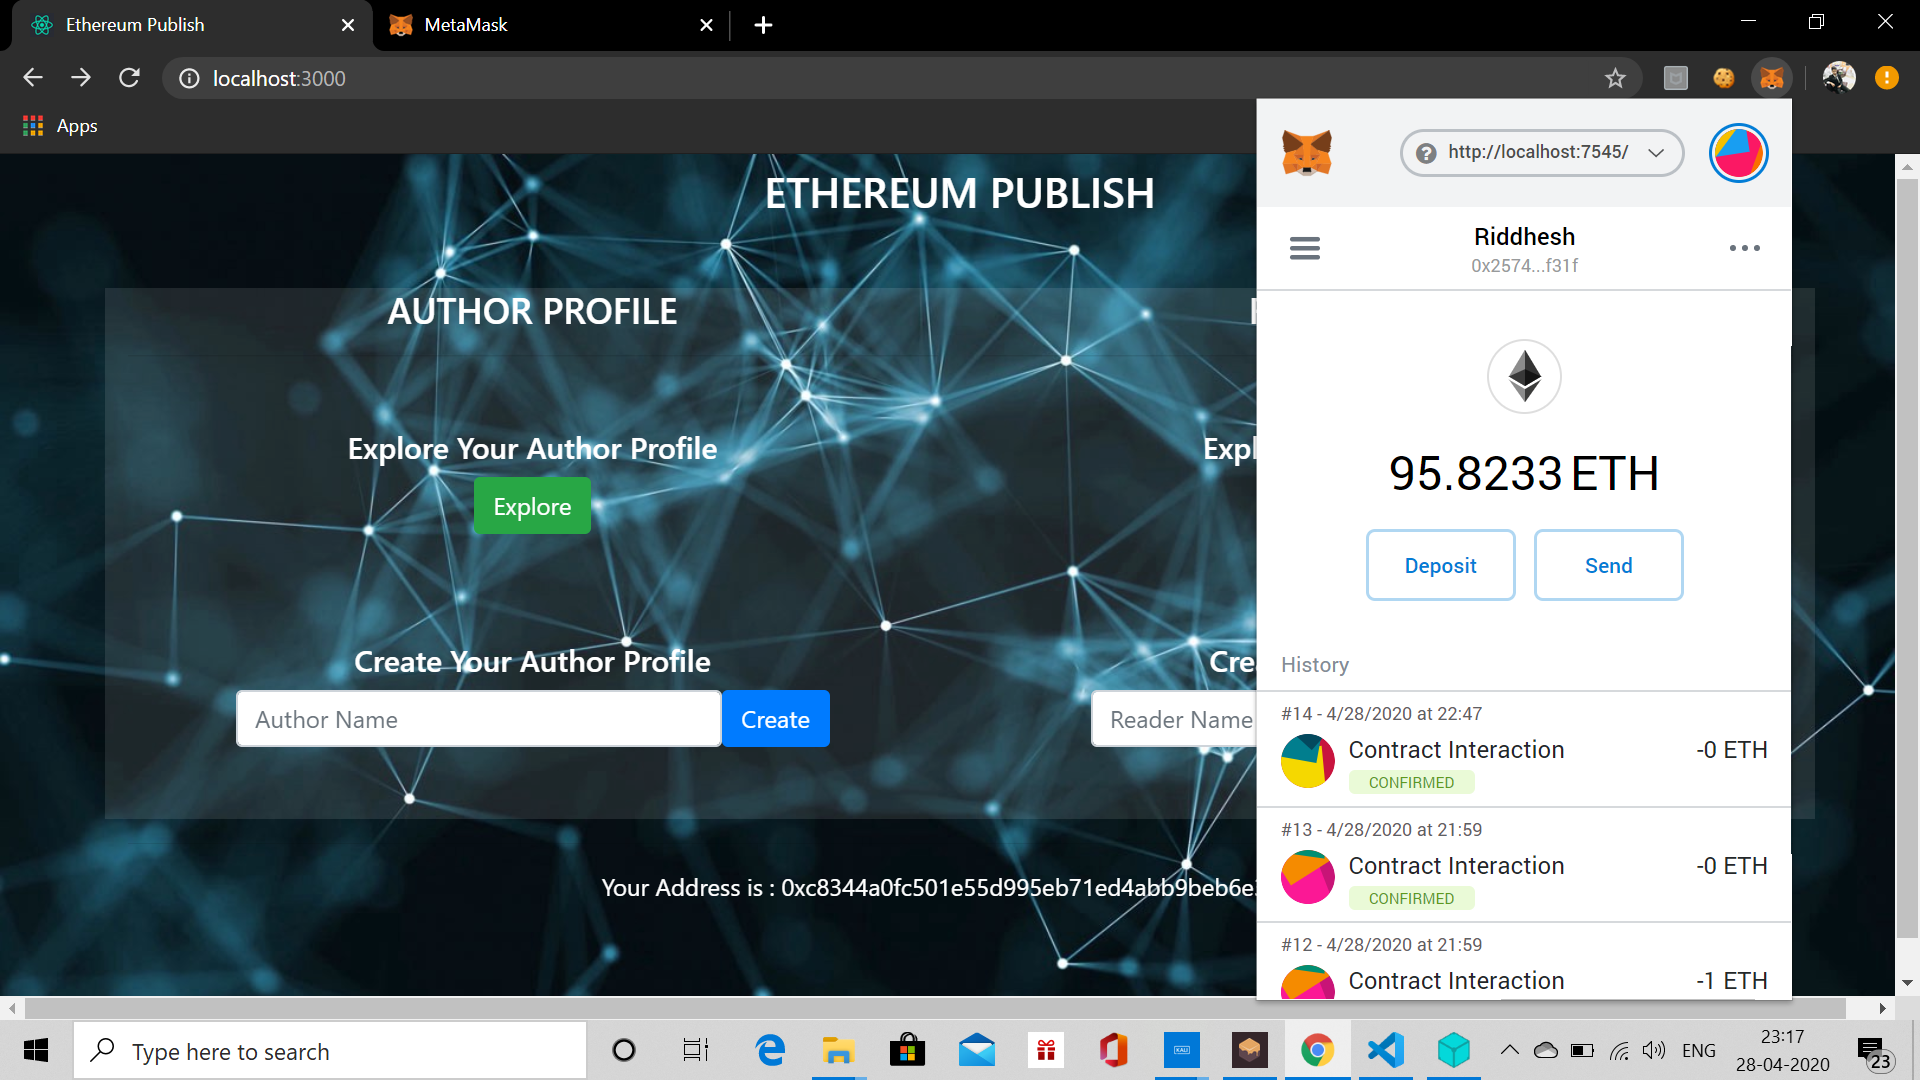 Ethereum Publish
MetaMask
localhost:3000
Apps
ETHEREUM PUBLISH
AUTHOR PROFILE
Explore Your Author Profile
Explore
Create Your Author Profile
Author Name
Create
Expl
Cre
Reader Name
Your Address is : 0xc8344a0fc501e55d995eb71ed4abb9beb6e
http://localhost:7545/
Riddhesh
0x2574...f31f
95.8233 ETH
Deposit
Send
History
#14 - 4/28/2020 at 22:47
Contract Interaction
-0 ETH
CONFIRMED
#13 - 4/28/2020 at 21:59
Contract Interaction
-0 ETH
CONFIRMED
#12 - 4/28/2020 at 21:59
Contract Interaction
-1 ETH
Type here to search
KALI
ENG
23:17
28-04-2020
23